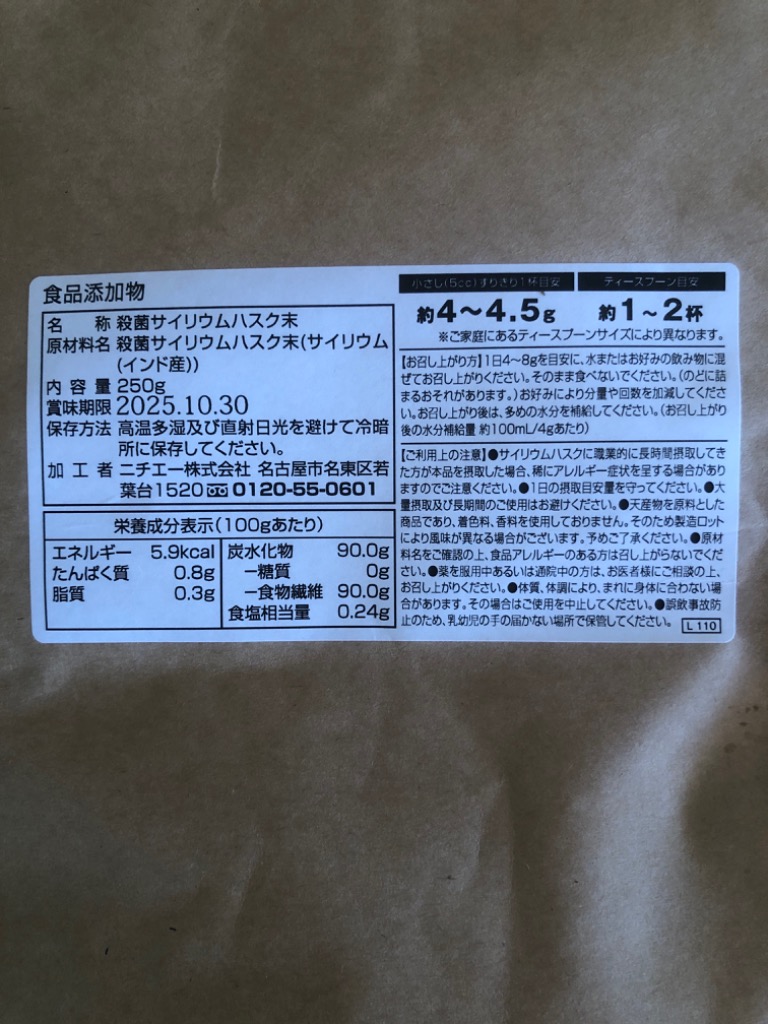 食品添加物
名 称 殺菌サイリウムハスク末
原材料名 殺菌サイリウムハスク末(サイリウム
(インド産))
内 容 量 250g
賞味期限 2025.10.30
保存方法 高温多湿及び直射日光を避けて冷暗
所に保存してください。
加 工 者 ニチエー株式会社 名古屋市名東区若
葉台1520 0120-55-0601
栄養成分表示(100gあたり)
エネルギー 5.9kcal
たんぱく質 0.8g
脂質 0.3g
炭水化物 90.0g
−糖質 0g
−食物繊維 90.0g
食塩相当量 0.24g
小さじ(5cc)すりきり1杯目安
約4〜4.5g
ティースプーン目安
約1〜2杯
※ご家庭にあるティースプーンサイズにより異なります。
【お召し上がり方】1日4〜8gを目安に、水またはお好みの飲み物に混
ぜてお召し上がりください。そのまま食べないでください。(のどに詰
まるおそれがあります。)お好みにより分量や回数を加減してくださ
い。お召し上がり後は、多めの水分を補給してください。(お召し上がり
後の水分補給量 約100mL/4gあたり)
【ご利用上の注意】●サイリウムハスクに職業的に長時間摂取してき
た方が本品を摂取した場合、稀にアレルギー症状を呈する場合があり
ますのでご注意ください。●1日の摂取目安量を守ってください。●大
量摂取及び長期間のご使用はお避けください。●天産物を原料とした
商品であり、着色料、香料を使用しておりません。そのため製造ロット
により風味が異なる場合がございます。予めご了承ください。●原材
料名をご確認の上、食品アレルギーのある方は召し上がらないでくだ
さい。●薬を服用中あるいは通院中の方は、お医者様にご相談の上、
お召し上がりください。●体質、体調により、まれに身体に合わない場
合があります。その場合はご使用を中止してください。●誤飲事故防
止のため、乳幼児の手の届かない場所で保管してください。 L 110